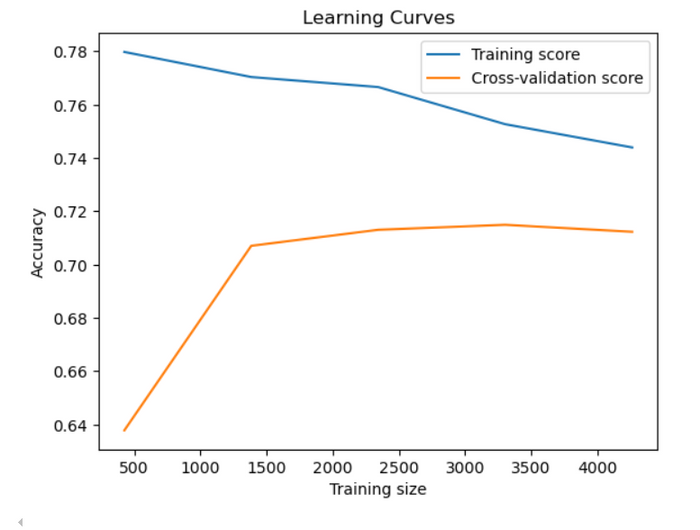 Learning Curves
0.78
0.76
0.74
0.72
0.70
0.68
0.66
0.64
Accuracy
Training score
Cross-validation score
500 1000 1500 2000 2500 3000 3500 4000
Training size